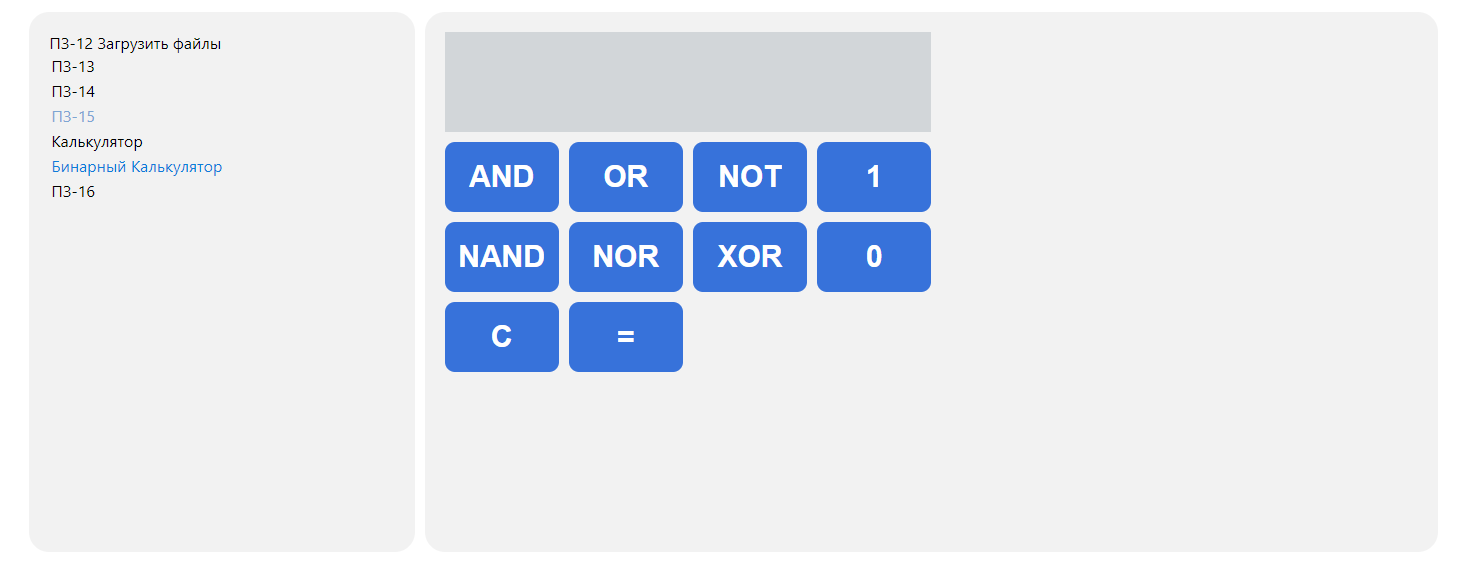 ПЗ-12 Загрузить файлы
ПЗ-13
ПЗ-14
ПЗ-15
Калькулятор
Бинарный Калькулятор
ПЗ-16
AND OR NOT 1
NAND NOR XOR 0
C =